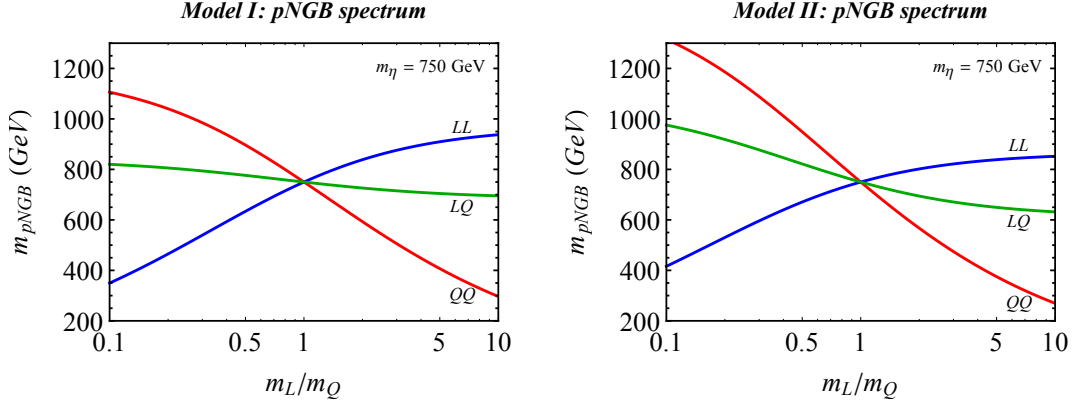 Model I: pNGB spectrum
m_η = 750 GeV
m_pNGB (GeV)
1200
1000
800
600
400
200
LL
LQ
QQ
0.1
0.5
1
5
10
m_L/m_Q
Model II: pNGB spectrum
m_η = 750 GeV
m_pNGB (GeV)
1200
1000
800
600
400
200
LL
LQ
QQ
0.1
0.5
1
5
10
m_L/m_Q